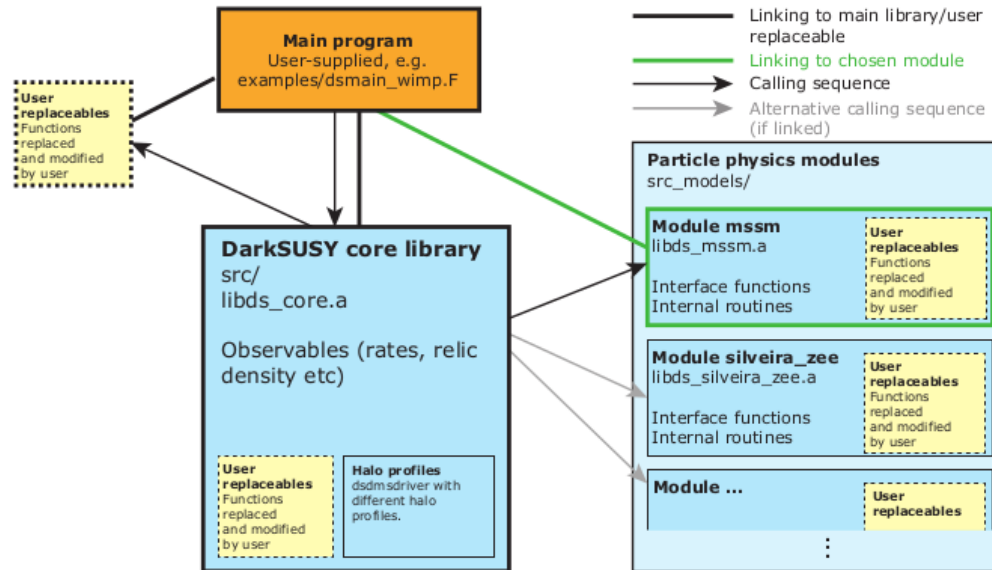 Main program
User-supplied, e.g.
examples/dsmain_wimp.F
Linking to main library/user
replaceable
Linking to chosen module
Calling sequence
Alternative calling sequence
(if linked)
User
replaceables
Functions
replaced
and modified
by user
DarkSUSY core library
src/
libds_core.a
Observables (rates, relic
density etc)
User
replaceables
Functions
replaced
and modified
by user
Halo profiles
dsdmsdriver with
different halo
profiles.
Particle physics modules
src_models/
Module mssm
libds_mssm.a
Interface functions
Internal routines
User
replaceables
Functions
replaced
and modified
by user
Module silveira_zee
libds_silveira_zee.a
Interface functions
Internal routines
User
replaceables
Functions
replaced
and modified
by user
Module ...
User
replaceables
⋮